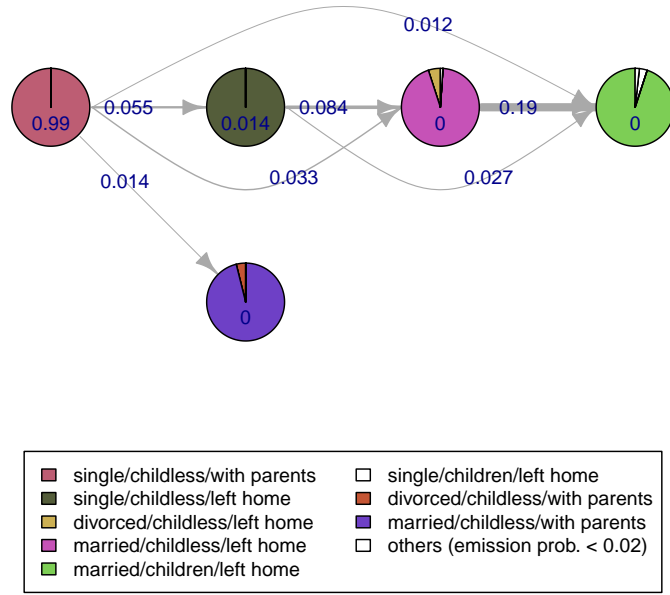 0.012
0.055
0.084
0.19
0.99
0.014
0
0
0.014
0.033
0.027
0
single/childless/with parents
single/childless/left home
divorced/childless/left home
married/childless/left home
married/children/left home
single/children/left home
divorced/childless/with parents
married/childless/with parents
others (emission prob. < 0.02)